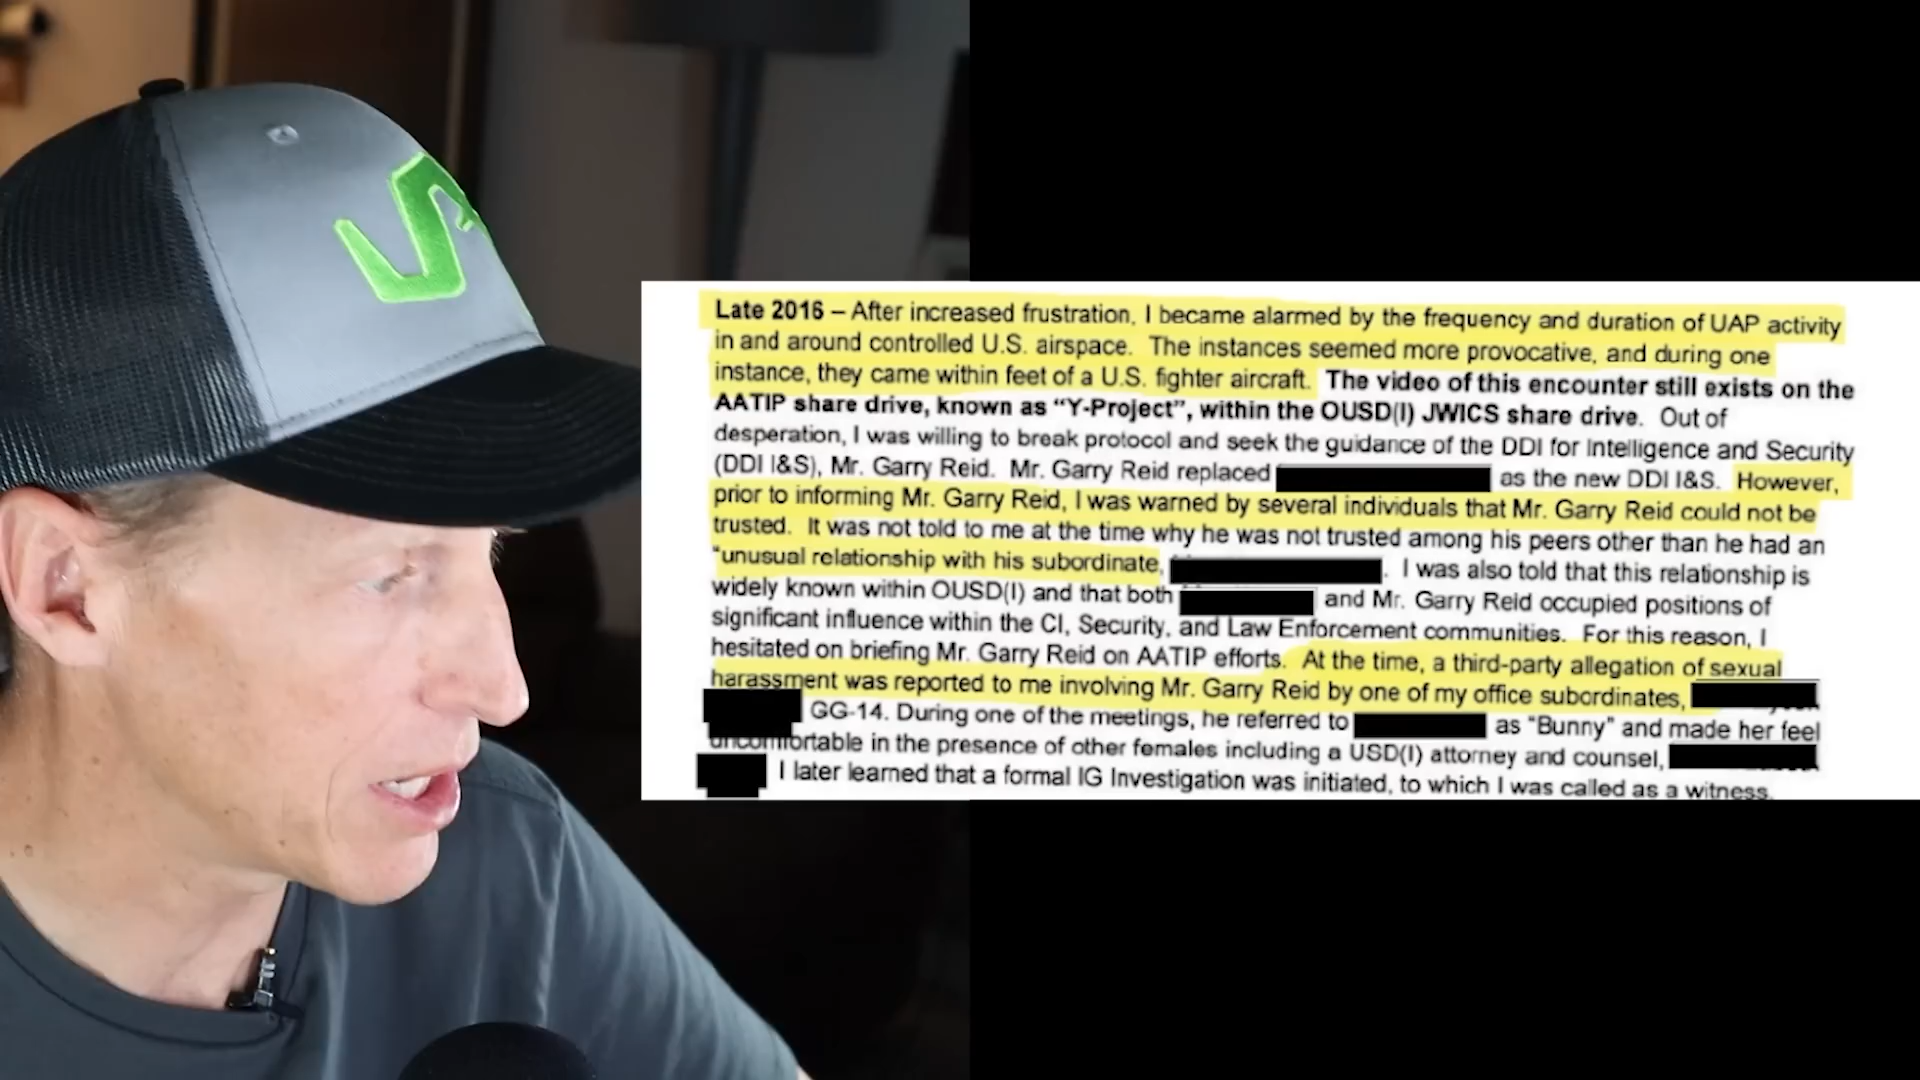 Late 2016 – After increased frustration, I became alarmed by the frequency and duration of UAP activity
in and around controlled U.S. airspace. The instances seemed more provocative, and during one
instance, they came within feet of a U.S. fighter aircraft. The video of this encounter still exists on the
AATIP share drive, known as “Y-Project”, within the OUSD(I) JWICS share drive. Out of
desperation, I was willing to break protocol and seek the guidance of the DDI for Intelligence and Security
(DDI I&S), Mr. Garry Reid. Mr. Garry Reid replaced as the new DDI I&S. However,
prior to informing Mr. Garry Reid, I was warned by several individuals that Mr. Garry Reid could not be
trusted. It was not told to me at the time why he was not trusted among his peers other than he had an
“unusual relationship with his subordinate, . I was also told that this relationship is
widely known within OUSD(I) and that both and Mr. Garry Reid occupied positions of
significant influence within the CI, Security, and Law Enforcement communities. For this reason, I
hesitated on briefing Mr. Garry Reid on AATIP efforts. At the time, a third-party allegation of sexual
harassment was reported to me involving Mr. Garry Reid by one of my office subordinates,
GG-14. During one of the meetings, he referred to as “Bunny” and made her feel
uncomfortable in the presence of other females including a USD(I) attorney and counsel,
I later learned that a formal IG Investigation was initiated, to which I was called as a witness.